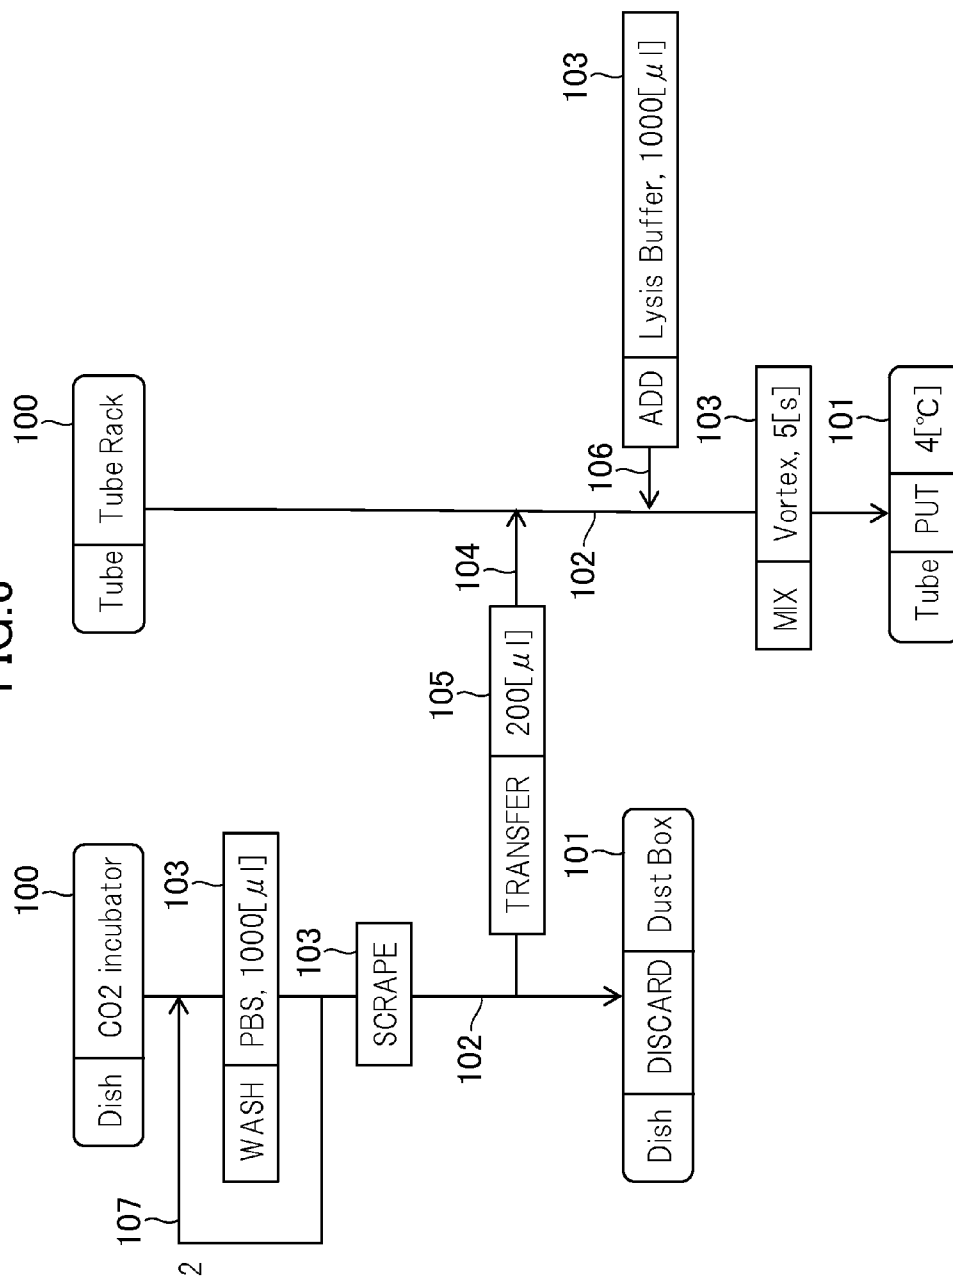 100
100
Dish CO2 incubator
Tube Tube Rack
107
2
103
WASH PBS, 1000[μl]
103
SCRAPE
105
104
102
TRANSFER 200[μl]
101
103
102
106
Dish DISCARD Dust Box
ADD Lysis Buffer, 1000[μl]
103
MIX Vortex, 5[s]
101
Tube PUT 4[°C]